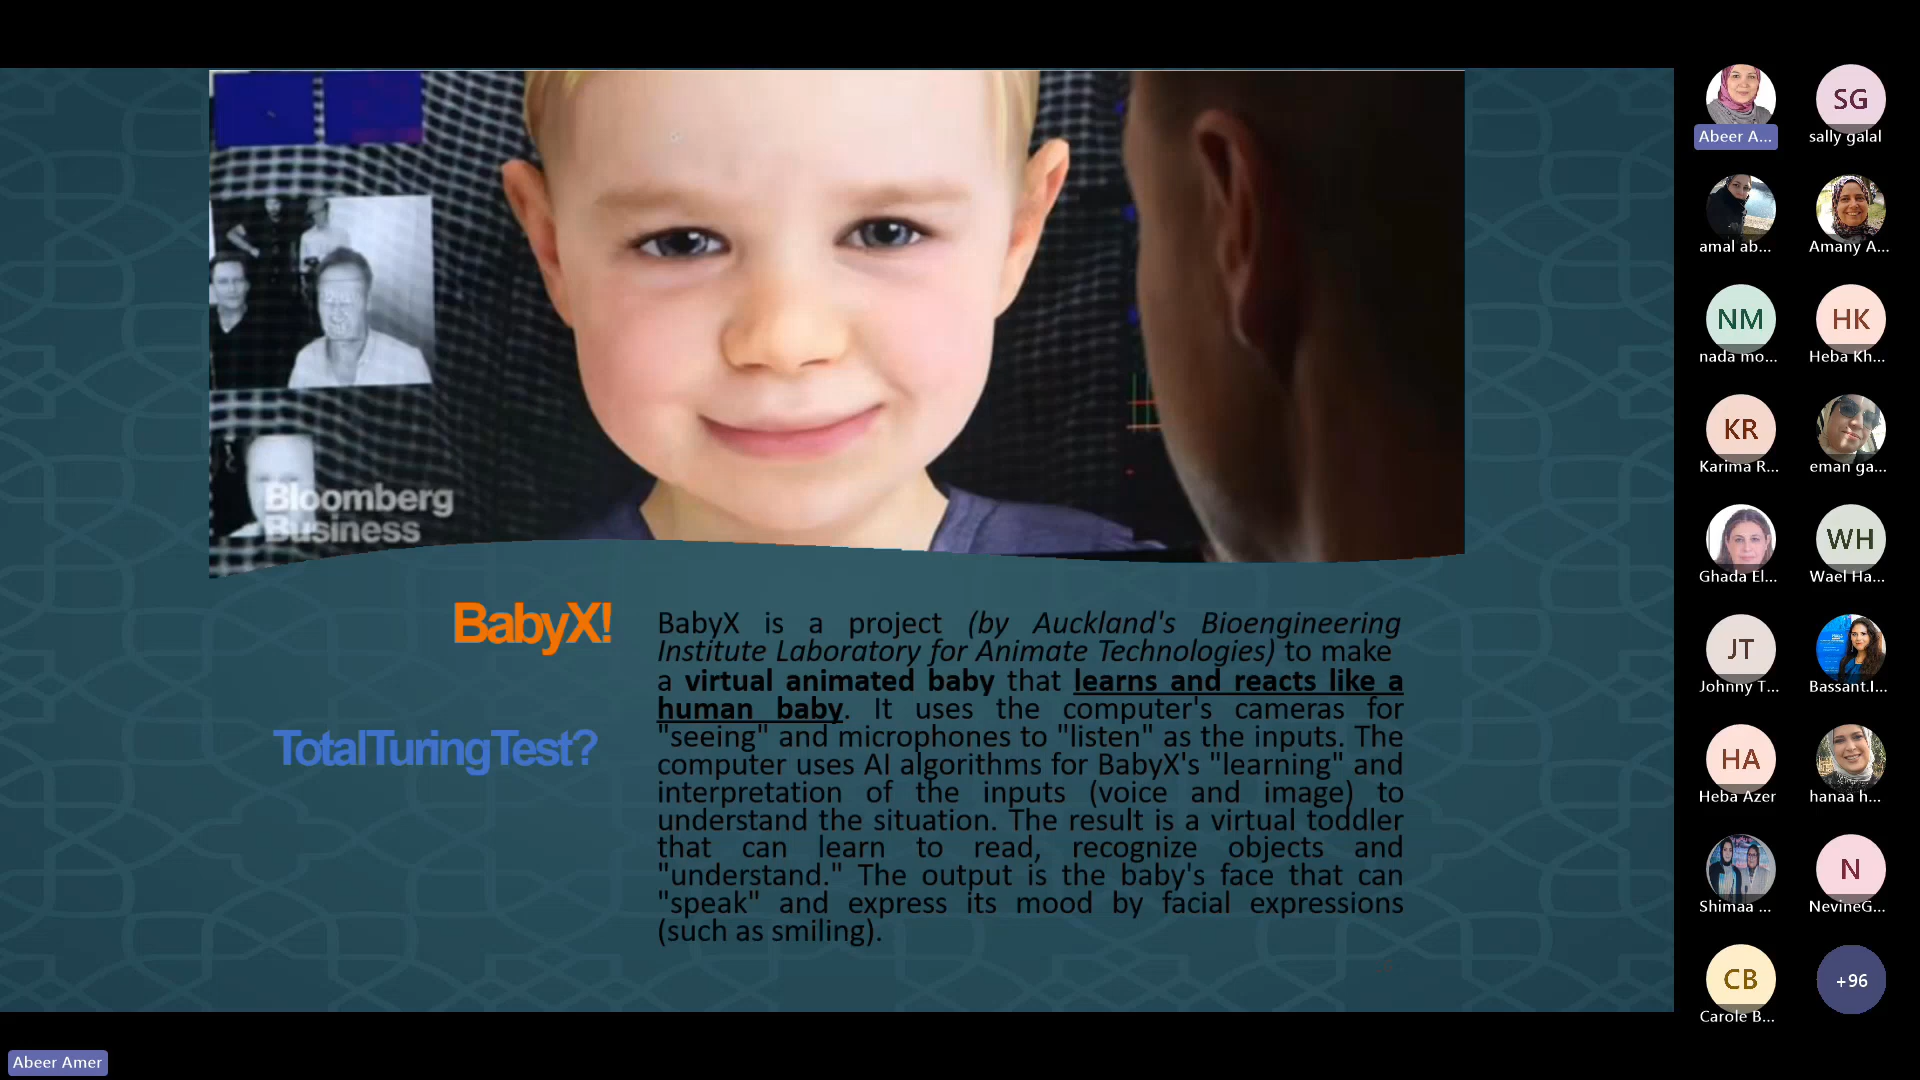 Bloomberg
Business
BabyX!
TotalTuringTest?
BabyX is a project (by Auckland's Bioengineering
Institute Laboratory for Animate Technologies) to make
a virtual animated baby that learns and reacts like a
human baby. It uses the computer's cameras for
"seeing" and microphones to "listen" as the inputs. The
computer uses AI algorithms for BabyX's "learning" and
interpretation of the inputs (voice and image) to
understand the situation. The result is a virtual toddler
that can learn to read, recognize objects and
"understand." The output is the baby's face that can
"speak" and express its mood by facial expressions
(such as smiling).
Abeer A...
SG
sally galal
amal ab...
Amany A...
NM
nada mo...
HK
Heba Kh...
KR
Karima R...
eman ga...
Ghada El...
WH
Wael Ha...
JT
Johnny T...
Bassant.I...
HA
Heba Azer
hanaa h...
Shimaa ...
N
NevineG...
CB
Carole B...
+96
Abeer Amer